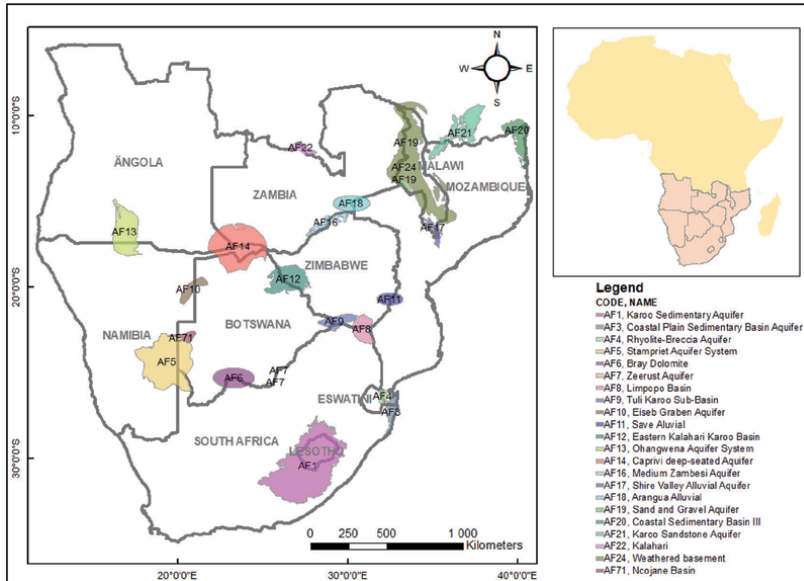 N
W E
S
10°0'0"S
20°0'0"S
30°0'0"S
ÄNGOLA
ZAMBIA
MALAWI
MOZAMBIQUE
ZIMBABWE
NAMIBIA
BOTSWANA
ESWATINI
SOUTH AFRICA
LESOTHO
AF22
AF19
AF21
AF20
AF24
AF19
AF18
AF16
AF17
AF13
AF14
AF12
AF10
AF11
AF9
AF8
AF71
AF5
AF6
AF7
AF7
AF4
AF3
AF1
0 250 500 1 000
Kilometers
20°0'0"E 30°0'0"E 40°0'0"E
Legend
CODE, NAME
AF1, Karoo Sedimentary Aquifer
AF3, Coastal Plain Sedimentary Basin Aquifer
AF4, Rhyolite-Breccia Aquifer
AF5, Stampriet Aquifer System
AF6, Bray Dolomite
AF7, Zeerust Aquifer
AF8, Limpopo Basin
AF9, Tuli Karoo Sub-Basin
AF10, Eiseb Graben Aquifer
AF11, Save Aluvial
AF12, Eastern Kalahari Karoo Basin
AF13, Ohangwena Aquifer System
AF14, Caprivi deep-seated Aquifer
AF16, Medium Zambesi Aquifer
AF17, Shire Valley Alluvial Aquifer
AF18, Arangua Alluvial
AF19, Sand and Gravel Aquifer
AF20, Coastal Sedimentary Basin III
AF21, Karoo Sandstone Aquifer
AF22, Kalahari
AF24, Weathered basement
AF71, Ncojane Basin